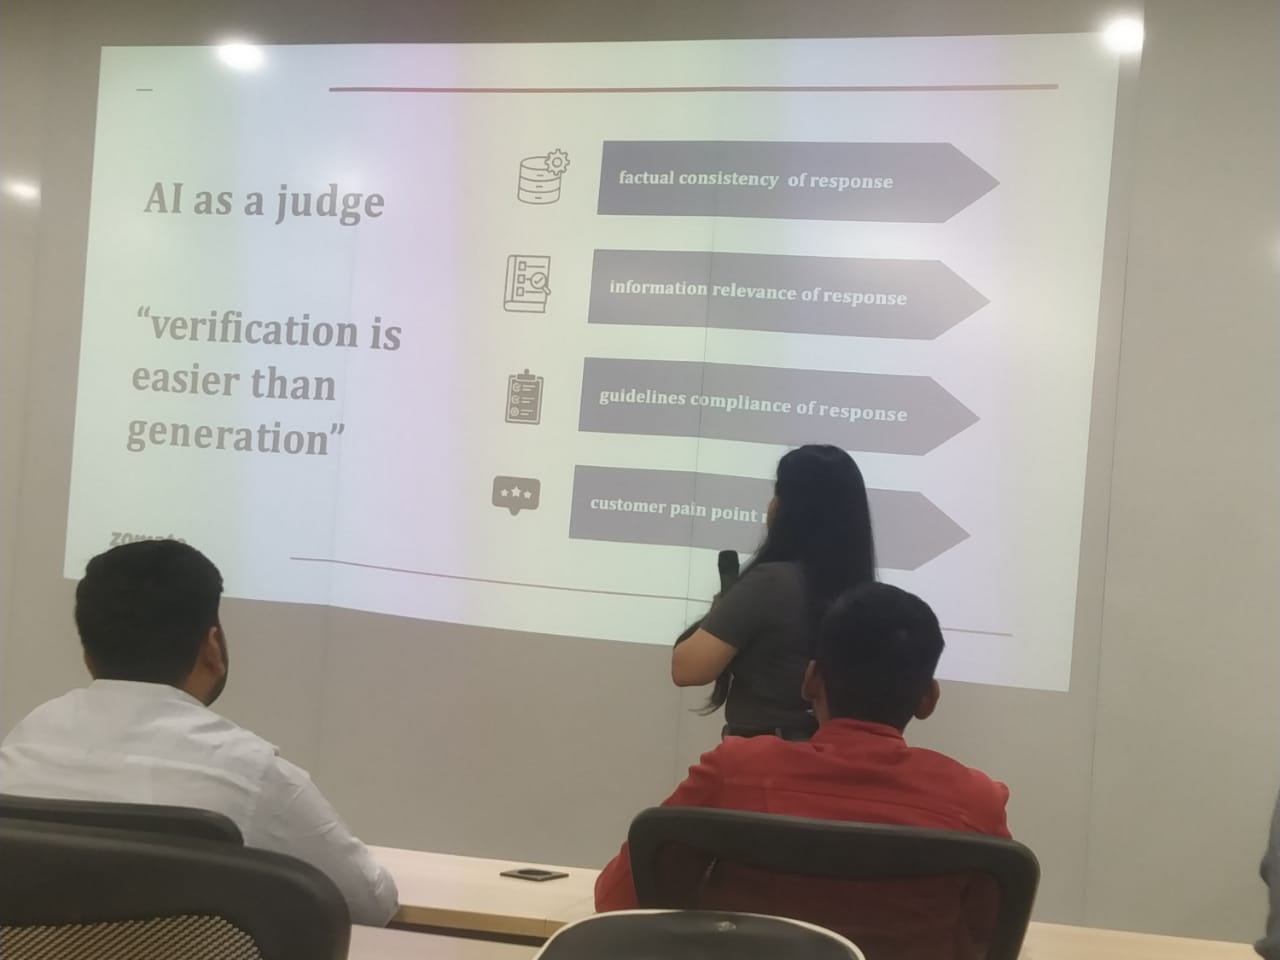 AI as a judge
“verification is
easier than
generation”
factual consistency of response
information relevance of response
guidelines compliance of response
customer pain point
zomato